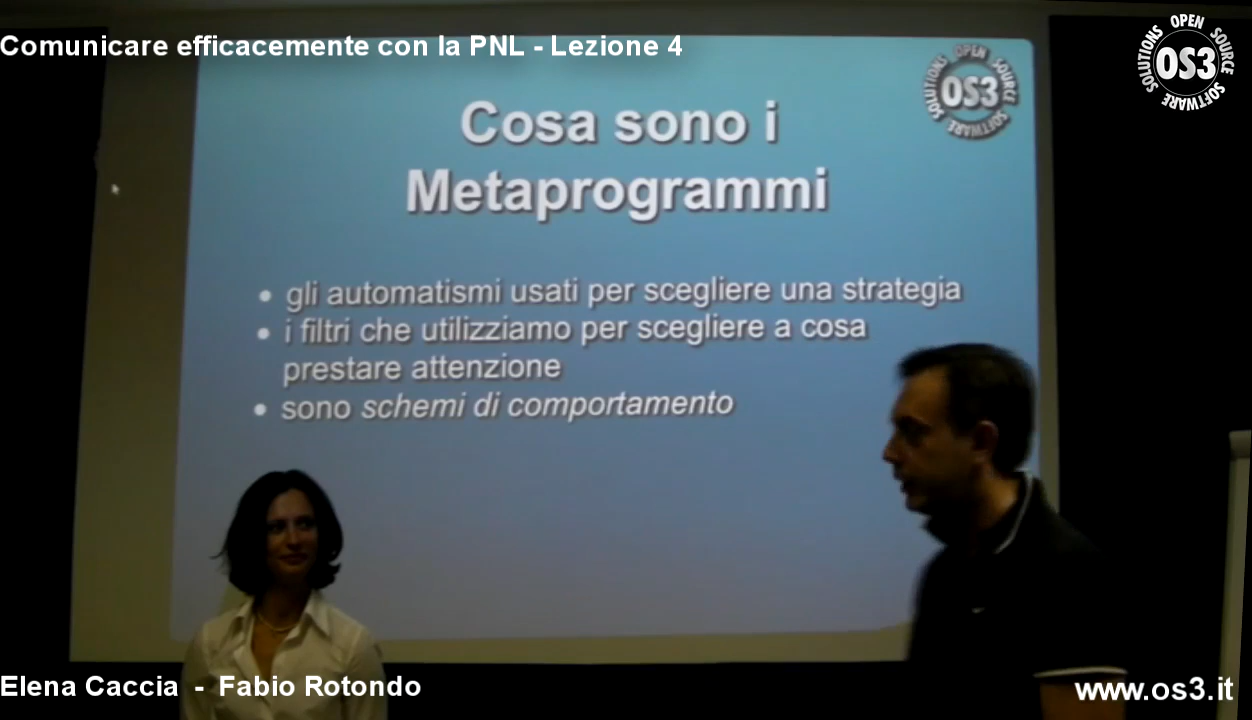 Comunicare efficacemente con la PNL - Lezione 4
OPEN SOURCE SOFTWARE SOLUTIONS
OS3
OPEN SOURCE SOFTWARE SOLUTIONS
OS3
Cosa sono i
Metaprogrammi
• gli automatismi usati per scegliere una strategia
• i filtri che utilizziamo per scegliere a cosa
prestare attenzione
• sono schemi di comportamento
Elena Caccia - Fabio Rotondo
www.os3.it